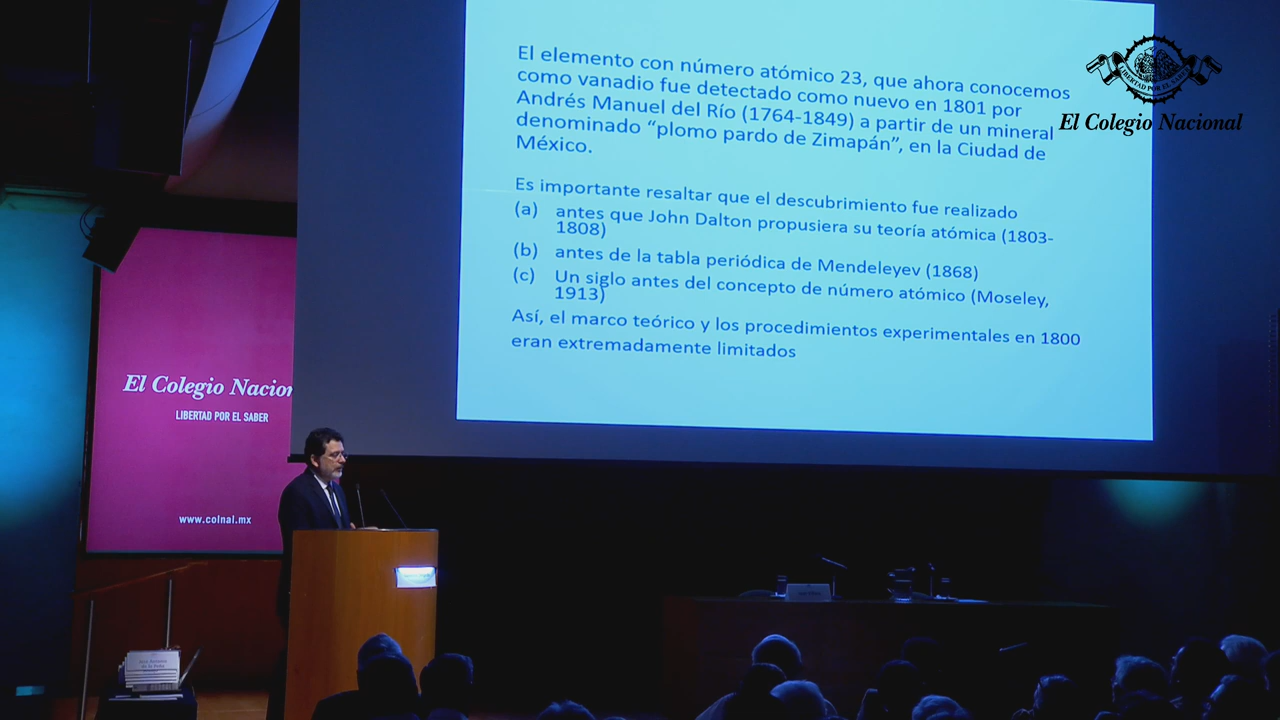 El elemento con número atómico 23, que ahora conocemos
como vanadio fue detectado como nuevo en 1801 por
Andrés Manuel del Río (1764-1849) a partir de un mineral
denominado “plomo pardo de Zimapán”, en la Ciudad de
México.
Es importante resaltar que el descubrimiento fue realizado
(a) antes que John Dalton propusiera su teoría atómica (1803-
1808)
(b) antes de la tabla periódica de Mendeleyev (1868)
(c) Un siglo antes del concepto de número atómico (Moseley,
1913)
Así, el marco teórico y los procedimientos experimentales en 1800
eran extremadamente limitados
LIBERTAD POR EL SABER
El Colegio Nacional
El Colegio Nacion
LIBERTAD POR EL SABER
www.colnal.mx